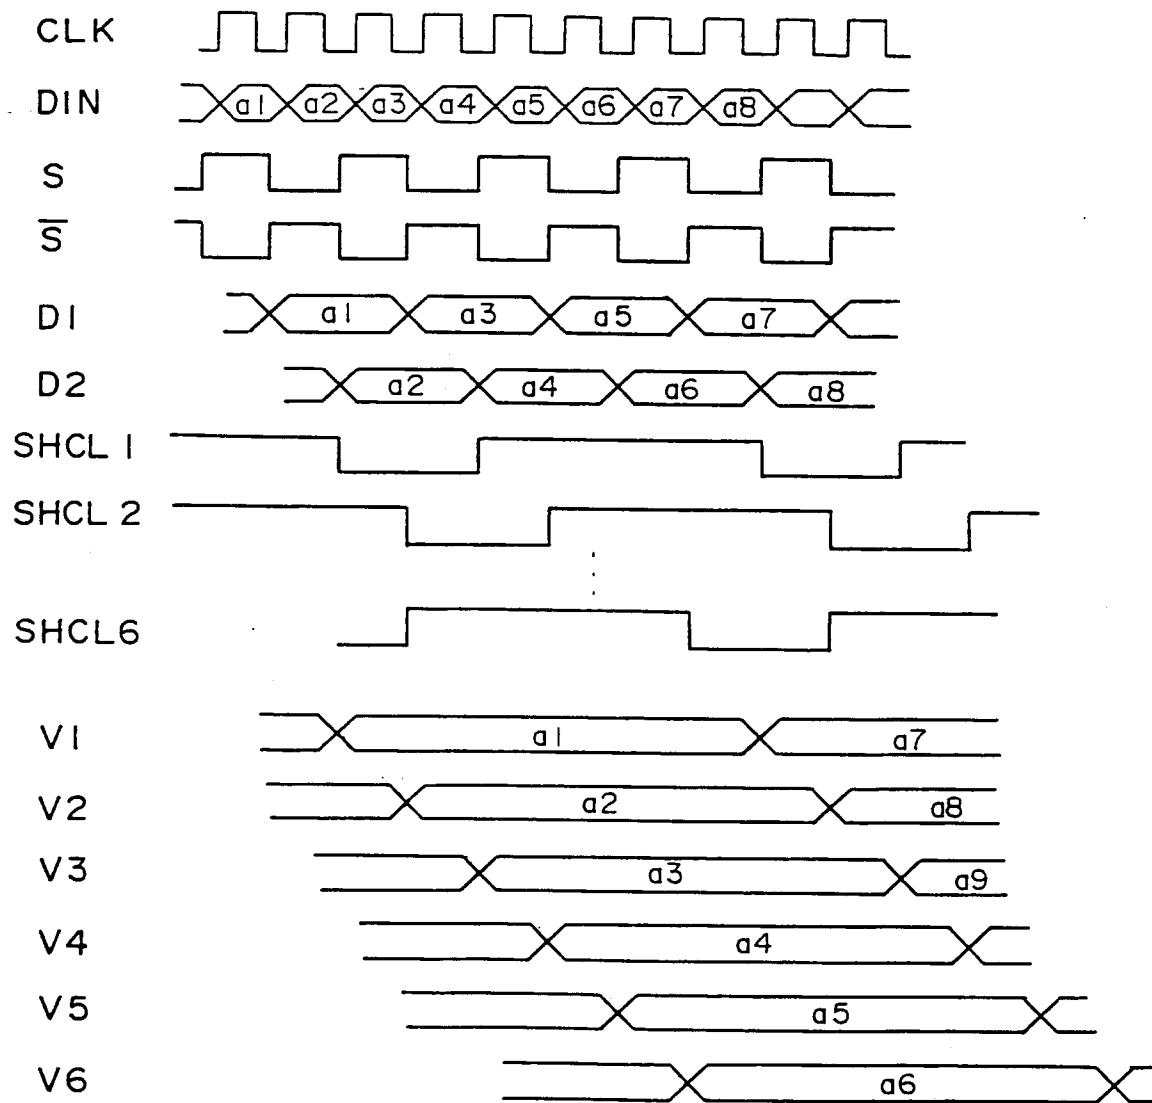 CLK
DIN a1 a2 a3 a4 a5 a6 a7 a8
S
S̅
D1 a1 a3 a5 a7
D2 a2 a4 a6 a8
SHCL 1
SHCL 2
SHCL6
V1 a1 a7
V2 a2 a8
V3 a3 a9
V4 a4
V5 a5
V6 a6